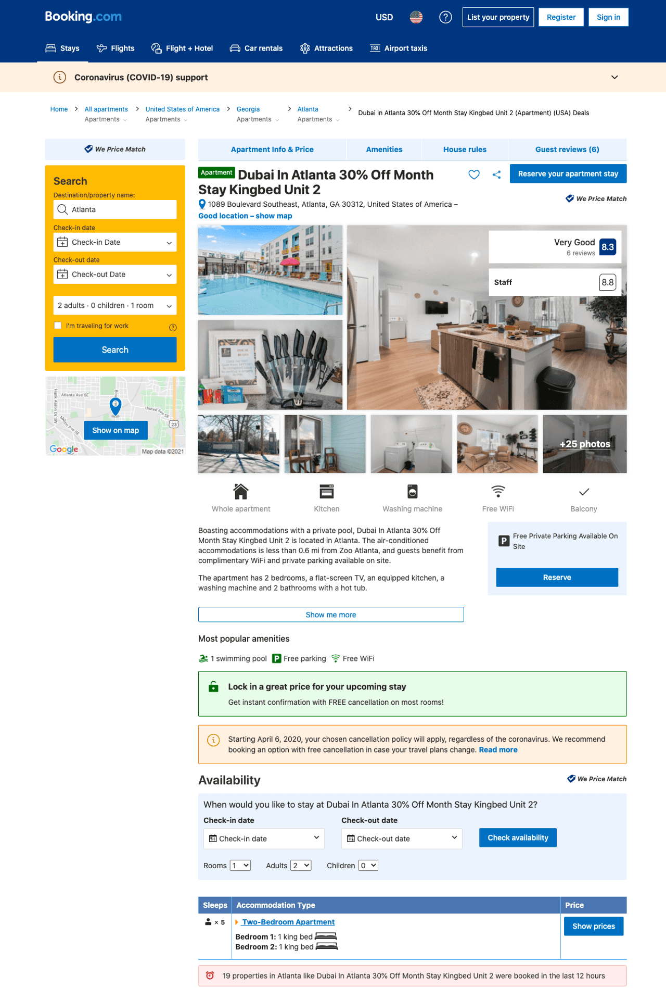 Booking.com
USD
List your property
Register
Sign in
Stays
Flights
Flight + Hotel
Car rentals
Attractions
TAXI
Airport taxis
Coronavirus (COVID-19) support
Home
All apartments
Apartments
United States of America
Apartments
Georgia
Apartments
Atlanta
Apartments
Dubai In Atlanta 30% Off Month Stay Kingbed Unit 2 (Apartment) (USA) Deals
We Price Match
Search
Destination/property name:
Atlanta
Check-in date
Check-in Date
Check-out date
Check-out Date
2 adults · 0 children · 1 room
I'm traveling for work
Search
Atlanta Ave SE
Hank Aaron Dr SW
Milton Ave SE
United Ave SE
23
Show on map
Google
Map data ©2021
Apartment Info & Price
Amenities
House rules
Guest reviews (6)
Apartment Dubai In Atlanta 30% Off Month
Stay Kingbed Unit 2
Reserve your apartment stay
We Price Match
1089 Boulevard Southeast, Atlanta, GA 30312, United States of America –
Good location – show map
Very Good
6 reviews
8.3
Staff
8.8
HOUSE
RULES
+25 photos
Whole apartment
Kitchen
Washing machine
Free WiFi
Balcony
Boasting accommodations with a private pool, Dubai In Atlanta 30% Off
Month Stay Kingbed Unit 2 is located in Atlanta. The air-conditioned
accommodations is less than 0.6 mi from Zoo Atlanta, and guests benefit from
complimentary WiFi and private parking available on site.
The apartment has 2 bedrooms, a flat-screen TV, an equipped kitchen, a
washing machine and 2 bathrooms with a hot tub.
Show me more
P
Free Private Parking Available On
Site
Reserve
Most popular amenities
1 swimming pool
P Free parking
Free WiFi
Lock in a great price for your upcoming stay
Get instant confirmation with FREE cancellation on most rooms!
Starting April 6, 2020, your chosen cancellation policy will apply, regardless of the coronavirus. We recommend
booking an option with free cancellation in case your travel plans change. Read more
Availability
We Price Match
When would you like to stay at Dubai In Atlanta 30% Off Month Stay Kingbed Unit 2?
Check-in date
Check-out date
Check-in date
Check-out date
Check availability
Rooms 1
Adults 2
Children 0
Sleeps
Accommodation Type
Price
× 5
Two-Bedroom Apartment
Show prices
Bedroom 1: 1 king bed
Bedroom 2: 1 king bed
19 properties in Atlanta like Dubai In Atlanta 30% Off Month Stay Kingbed Unit 2 were booked in the last 12 hours